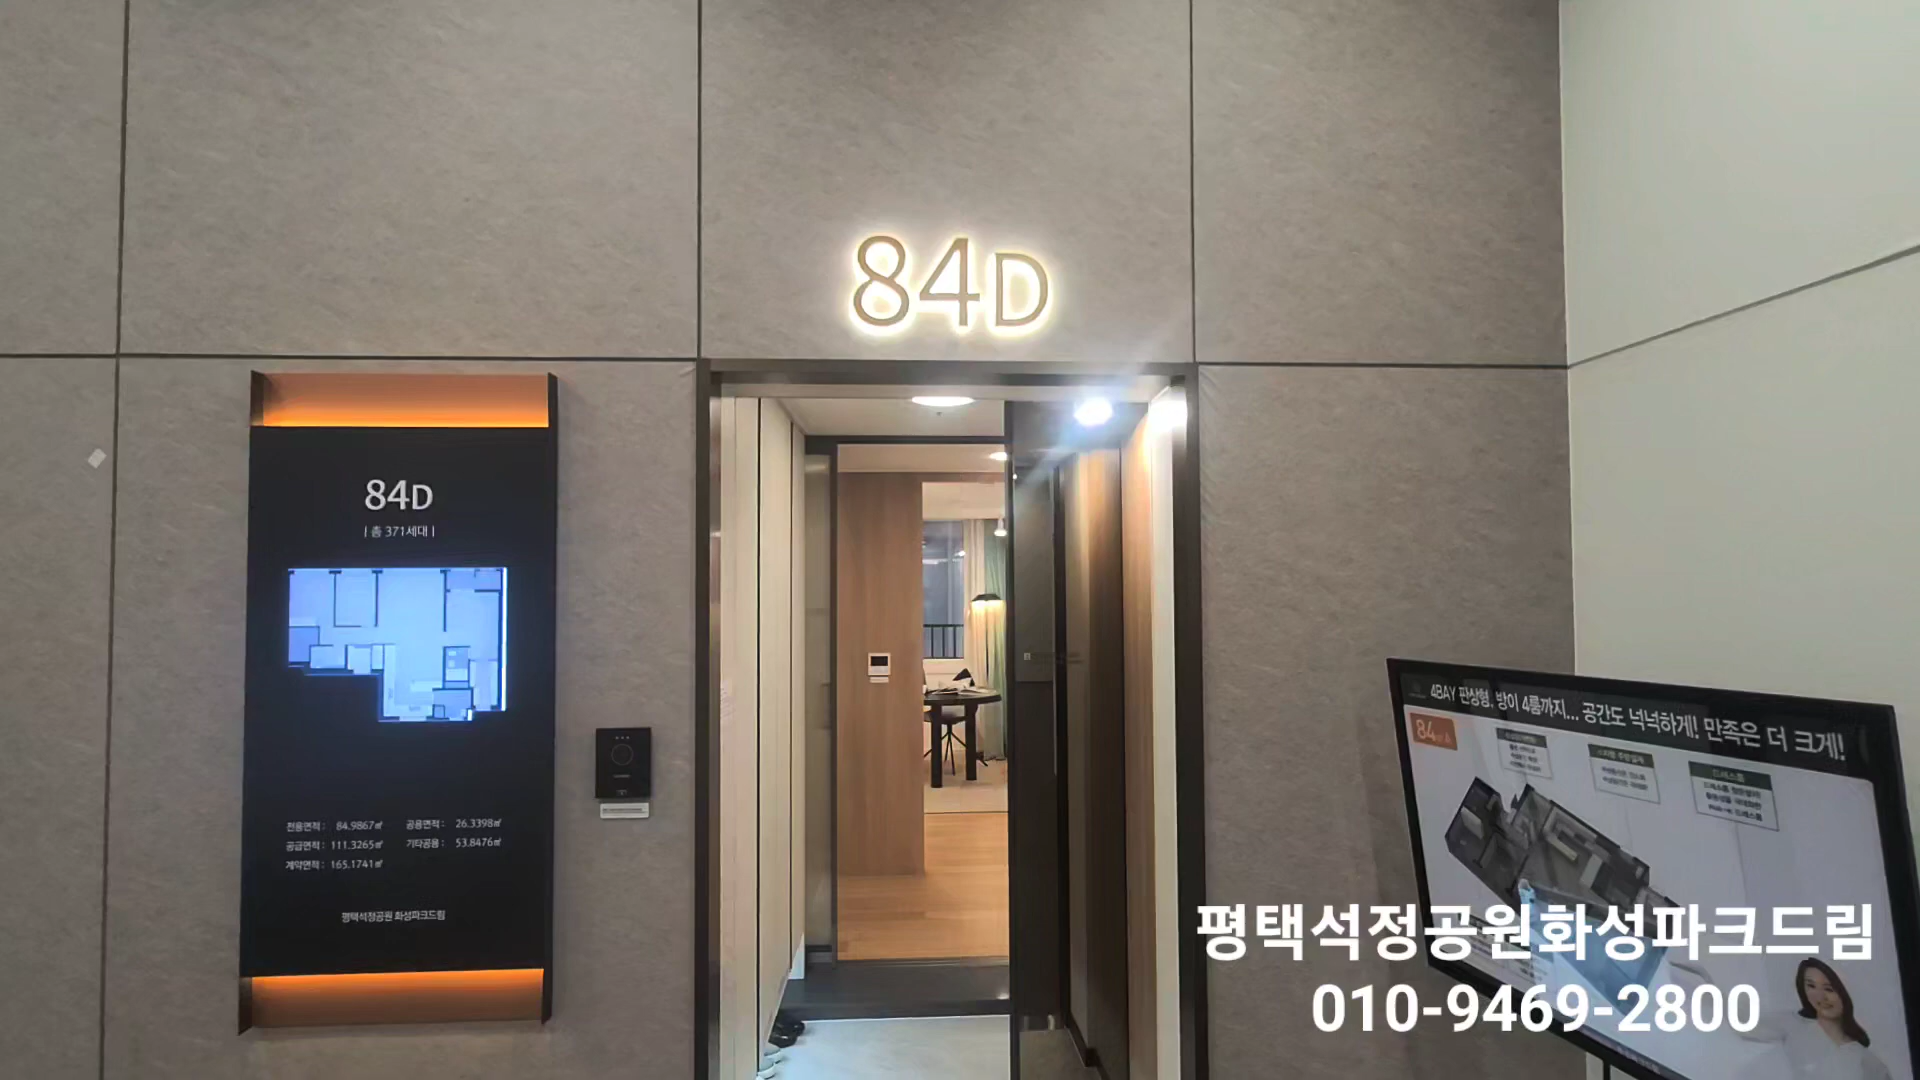 84D
84D
| 총 371세대 |
전용면적 : 84.9867㎡ 공용면적 : 26.3398㎡
공급면적 : 111.3265㎡ 기타공용 : 53.8476㎡
계약면적 : 165.1741㎡
평택석정공원 화성파크드림
4BAY 판상형, 방이 4룸까지... 공간도 넉넉하게! 만족은 더 크게!
84
드레스룸
평택석정공원화성파크드림
010-9469-2800